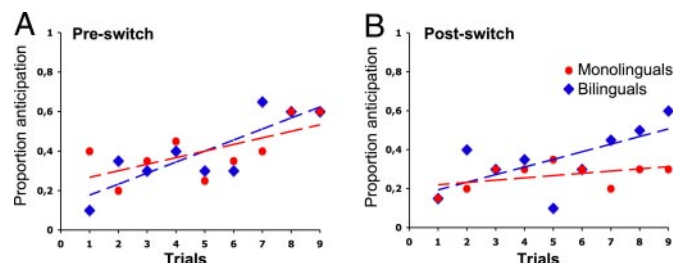 A
Pre-switch
Proportion anticipation
1
0,8
0,6
0,4
0,2
0
0 1 2 3 4 5 6 7 8 9
Trials
B
Post-switch
Monolinguals
Bilinguals
Proportion anticipation
1
0,8
0,6
0,4
0,2
0
0 1 2 3 4 5 6 7 8 9
Trials